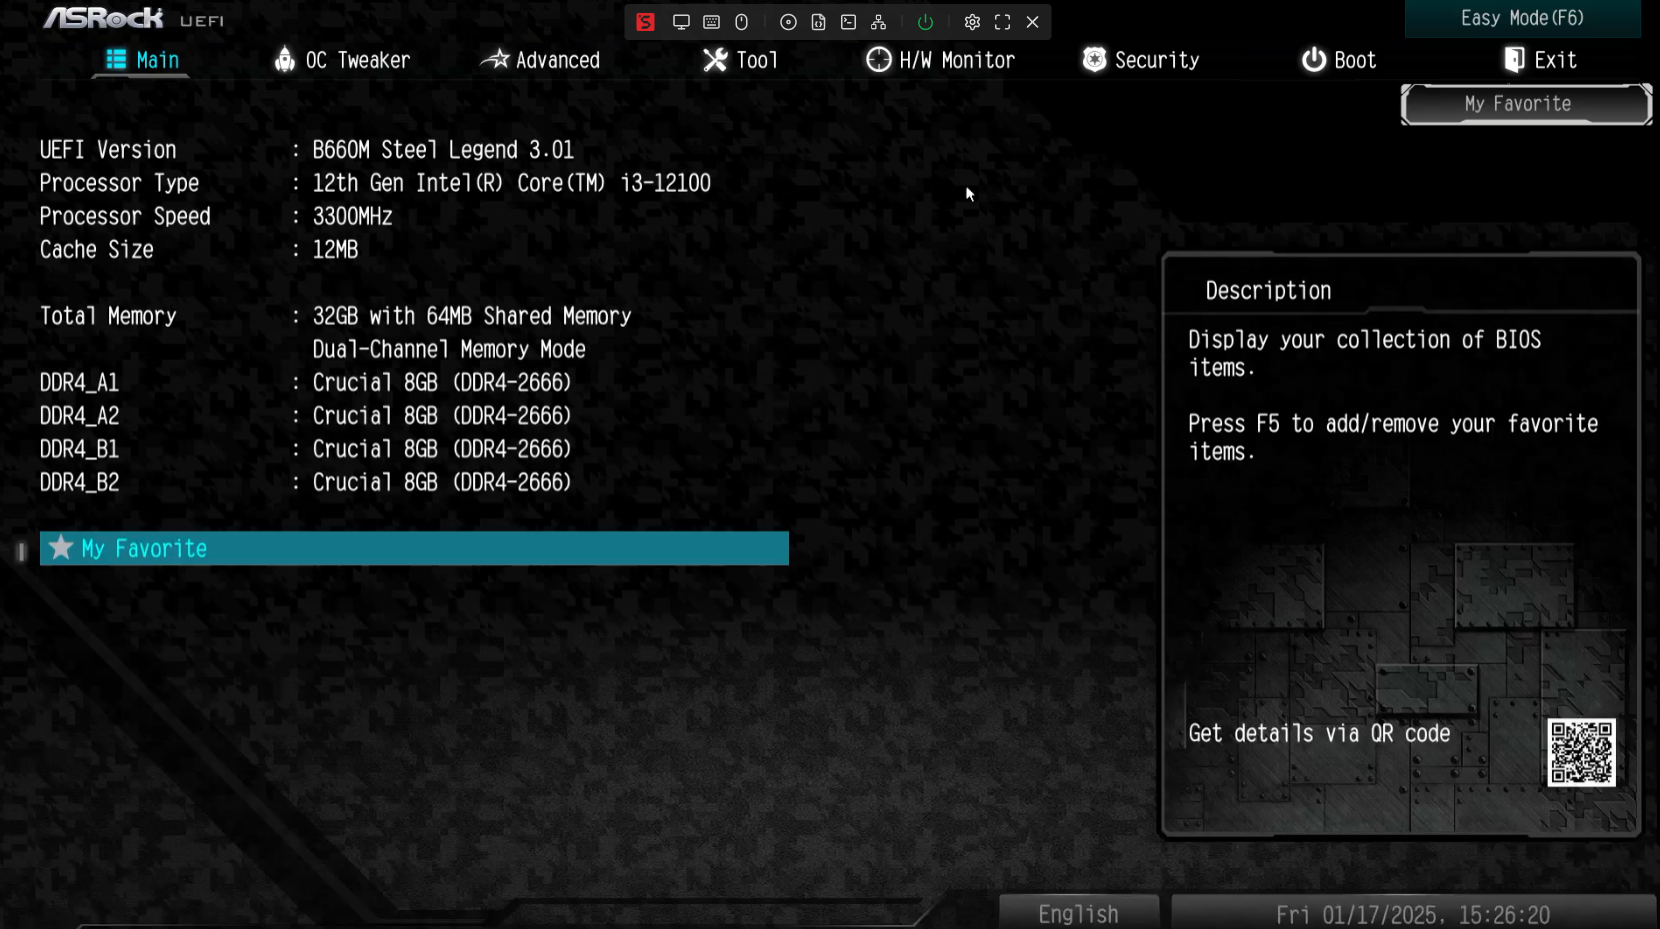 ASRock UEFI
Easy Mode(F6)
Main OC Tweaker Advanced Tool H/W Monitor Security Boot Exit
My Favorite
UEFI Version : B660M Steel Legend 3.01
Processor Type : 12th Gen Intel(R) Core(TM) i3-12100
Processor Speed : 3300MHz
Cache Size : 12MB
Total Memory : 32GB with 64MB Shared Memory
Dual-Channel Memory Mode
DDR4_A1 : Crucial 8GB (DDR4-2666)
DDR4_A2 : Crucial 8GB (DDR4-2666)
DDR4_B1 : Crucial 8GB (DDR4-2666)
DDR4_B2 : Crucial 8GB (DDR4-2666)
My Favorite
Description
Display your collection of BIOS
items.
Press F5 to add/remove your favorite
items.
Get details via QR code
English
Fri 01/17/2025, 15:26:20